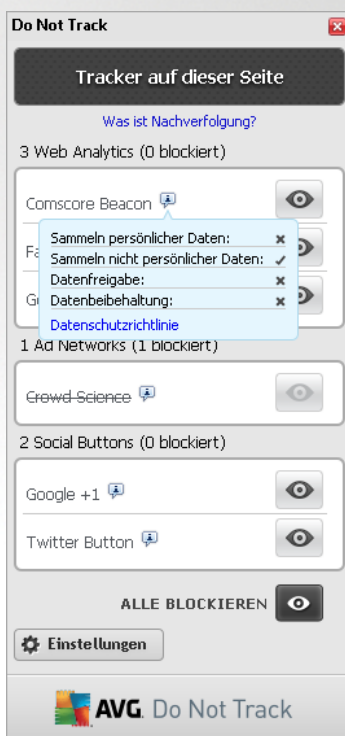 Do Not Track
Tracker auf dieser Seite
Was ist Nachverfolgung?
3 Web Analytics (0 blockiert)
Comscore Beacon
Sammeln persönlicher Daten:
Sammeln nicht persönlicher Daten:
Datenfreigabe:
Datenbeibehaltung:
Datenschutzrichtlinie
1 Ad Networks (1 blockiert)
Crowd Science
2 Social Buttons (0 blockiert)
Google +1
Twitter Button
ALLE BLOCKIEREN
Einstellungen
AVG. Do Not Track